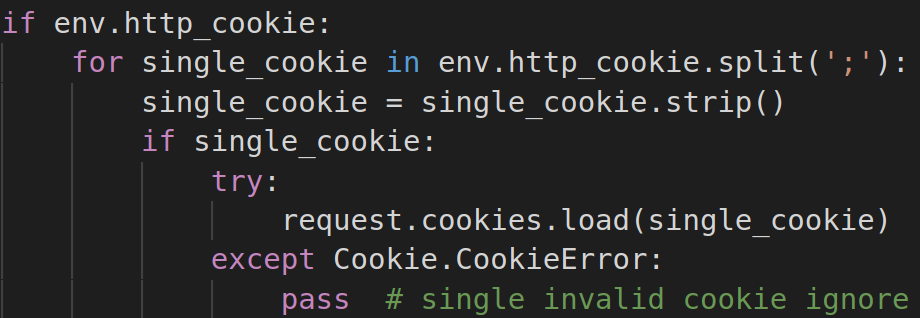 if env.http_cookie:
    for single_cookie in env.http_cookie.split(';'):
        single_cookie = single_cookie.strip()
        if single_cookie:
            try:
                request.cookies.load(single_cookie)
            except Cookie.CookieError:
                pass  # single invalid cookie ignore